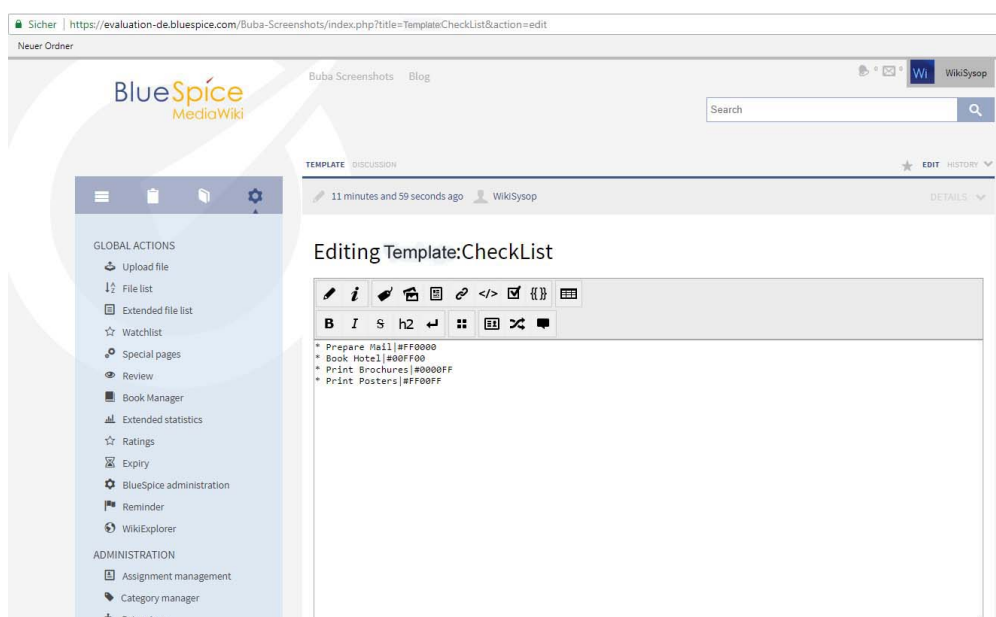 Sicher | https://evaluation-de.bluespice.com/Buba-Screenshots/index.php?title=Template:CheckList&action=edit
Neuer Ordner
BlueSpice
MediaWiki
Buba Screenshots Blog
Wi WikiSysop
Search
TEMPLATE DISCUSSION
EDIT HISTORY
11 minutes and 59 seconds ago WikiSysop
DETAILS
Editing Template:CheckList
B I S h2
* Prepare Mail|#FF0000
* Book Hotel|#00FF00
* Print Brochures|#0000FF
* Print Posters|#FF00FF
GLOBAL ACTIONS
Upload file
File list
Extended file list
Watchlist
Special pages
Review
Book Manager
Extended statistics
Ratings
Expiry
BlueSpice administration
Reminder
WikiExplorer
ADMINISTRATION
Assignment management
Category manager